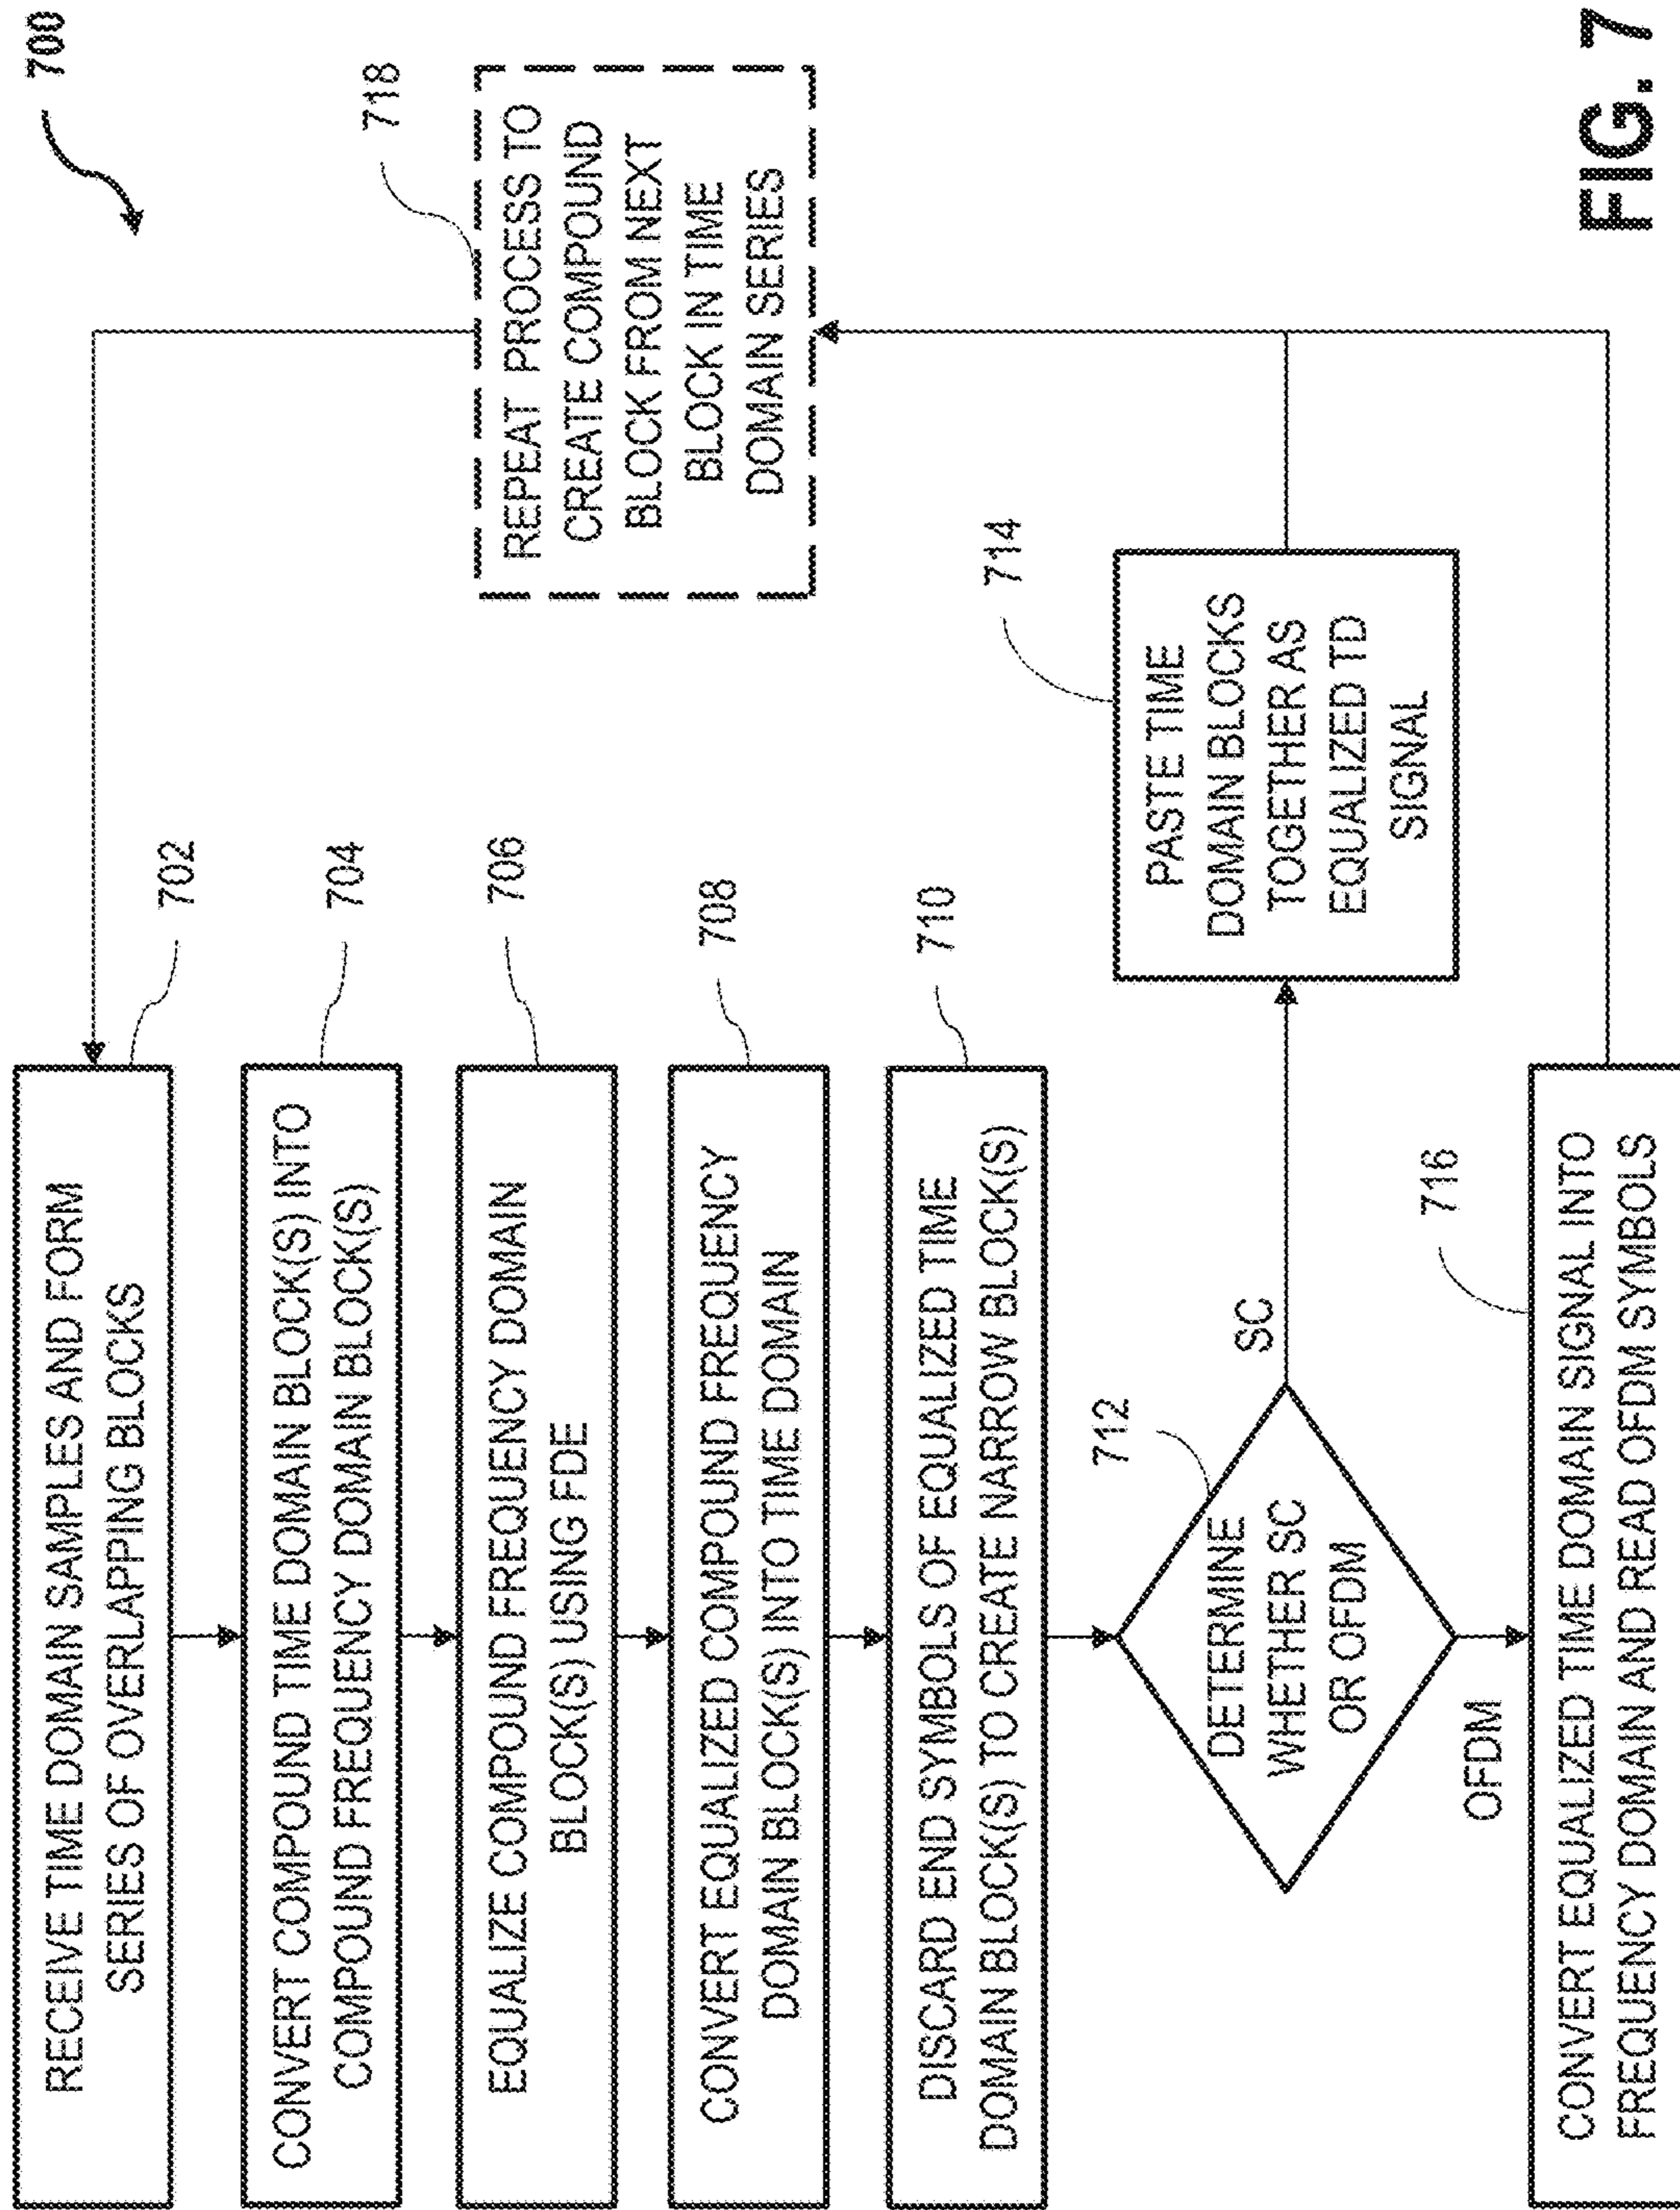 700
RECEIVE TIME DOMAIN SAMPLES AND FORM
SERIES OF OVERLAPPING BLOCKS
702
CONVERT COMPOUND TIME DOMAIN BLOCK(S) INTO
COMPOUND FREQUENCY DOMAIN BLOCK(S)
704
EQUALIZE COMPOUND FREQUENCY DOMAIN
BLOCK(S) USING FDE
706
CONVERT EQUALIZED COMPOUND FREQUENCY
DOMAIN BLOCK(S) INTO TIME DOMAIN
708
DISCARD END SYMBOLS OF EQUALIZED TIME
DOMAIN BLOCK(S) TO CREATE NARROW BLOCK(S)
710
DETERMINE
WHETHER SC
OR OFDM
712
SC
OFDM
PASTE TIME
DOMAIN BLOCKS
TOGETHER AS
EQUALIZED TD
SIGNAL
714
CONVERT EQUALIZED TIME DOMAIN SIGNAL INTO
FREQUENCY DOMAIN AND READ OFDM SYMBOLS
716
REPEAT PROCESS TO
CREATE COMPOUND
BLOCK FROM NEXT
BLOCK IN TIME
DOMAIN SERIES
718
FIG. 7